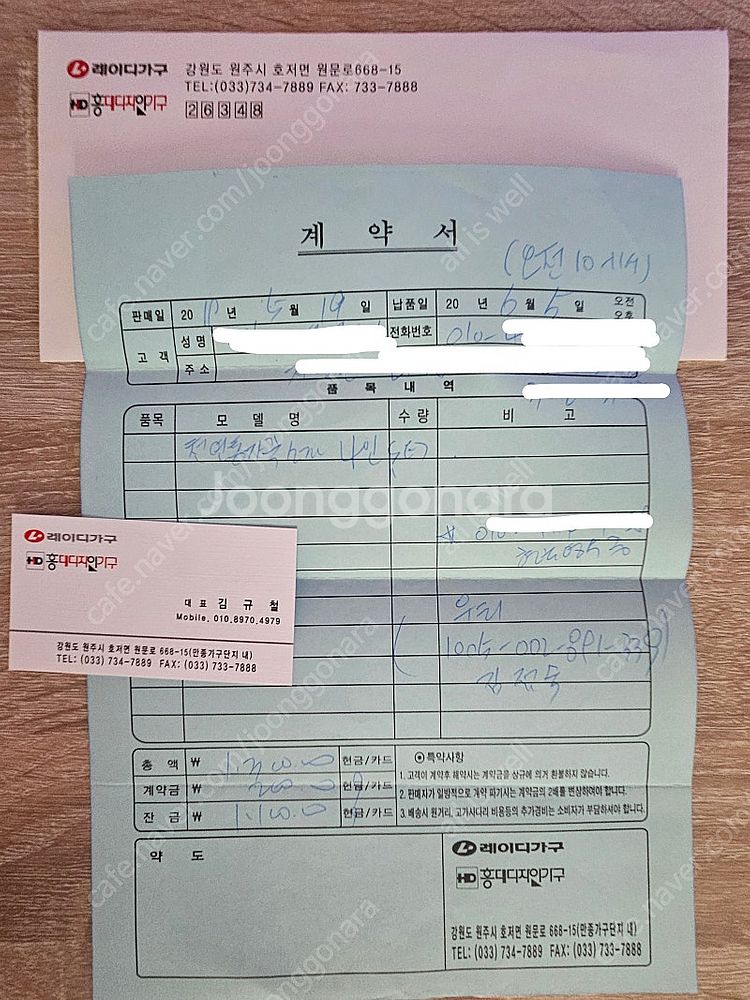 레이디가구 강원도 원주시 호저면 원문로668-15
TEL:(033)734-7889 FAX: 733-7888
HD 홍대디자인가구 26348
계 약 서
(오전 10시)
판매일 20 년 5월 19일 납품일 20 년 6월 5일 오전 오후
고 객 성 명 전화번호 010-
주 소
품 목 내 역
품목 모 델 명 수 량 비 고
우리
레이디가구
HD 홍대디자인가구
대 표 김 규 철
Mobile. 010.8970.4979
강원도 원주시 호저면 원문로 668-15(만종가구단지 내)
TEL: (033) 734-7889 FAX: (033) 733-7888
총 액 ₩ 현금/카드
계약금 ₩ 현금/카드
잔 금 ₩ 현금/카드
⊙특약사항
1. 고객이 계약후 해약시는 계약금을 상규에 의거 환불하지 않습니다.
2. 판매자가 일방적으로 계약 파기시는 계약금의 2배를 변상하여야 합니다.
3. 배송시 원거리, 고가사다리 비용등의 추가경비는 소비자가 부담하셔야 합니다.
약 도
레이디가구
HD 홍대디자인가구
강원도 원주시 호저면 원문로 668-15(만종가구단지 내)
TEL: (033) 734-7889 FAX: (033) 733-7888
Joonggonara
cafe.naver.com/joonggonara
all is well